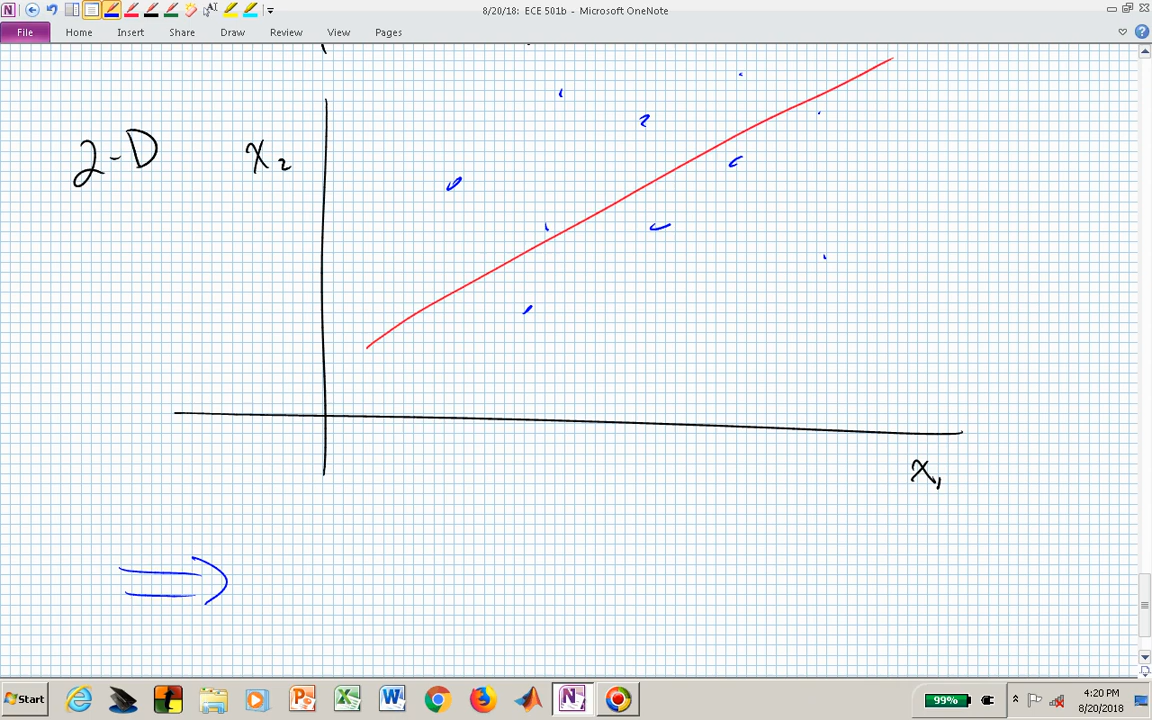 8/20/18: ECE 501b - Microsoft OneNote
File Home Insert Share Draw Review View Pages
2-D x2
x1
Start
99% 4:20 PM
8/20/2018